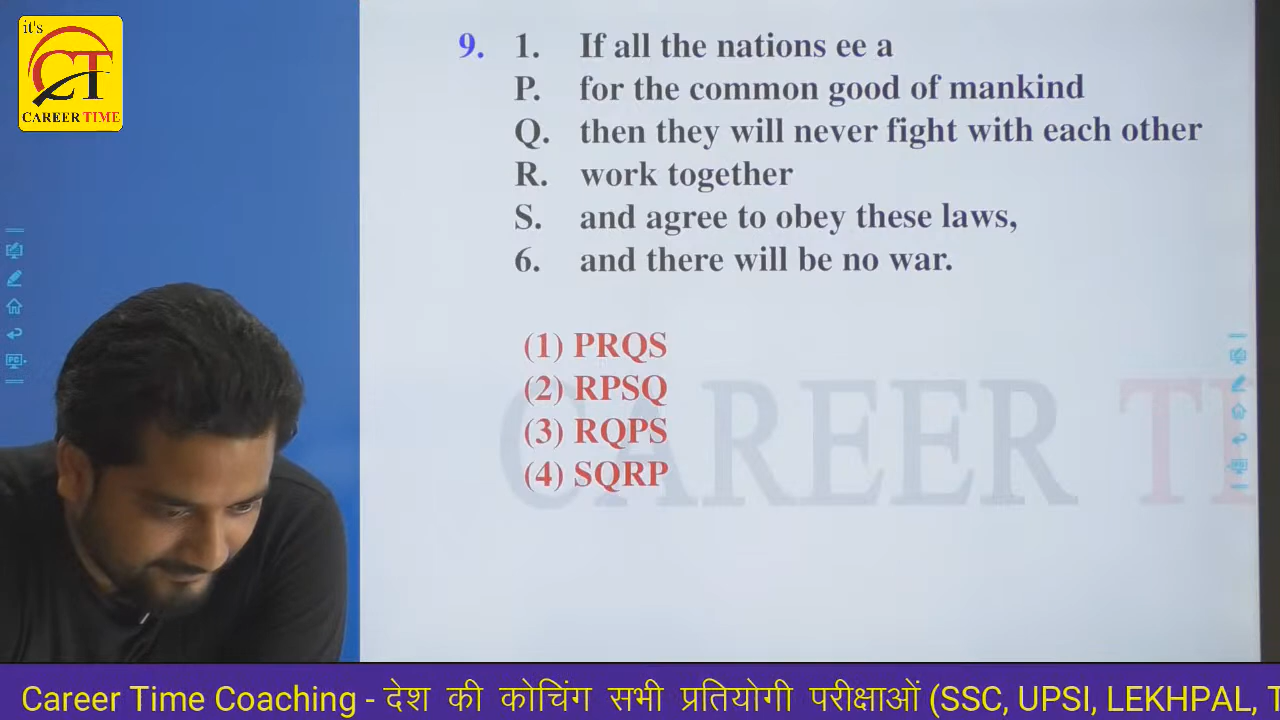 it's
CT
CAREER TIME
9. 1. If all the nations ee a
P. for the common good of mankind
Q. then they will never fight with each other
R. work together
S. and agree to obey these laws,
6. and there will be no war.
(1) PRQS
(2) RPSQ
(3) RQPS
(4) SQRP
CAREER TI
Career Time Coaching - देश की कोचिंग सभी प्रतियोगी परीक्षाओं (SSC, UPSI, LEKHPAL, T